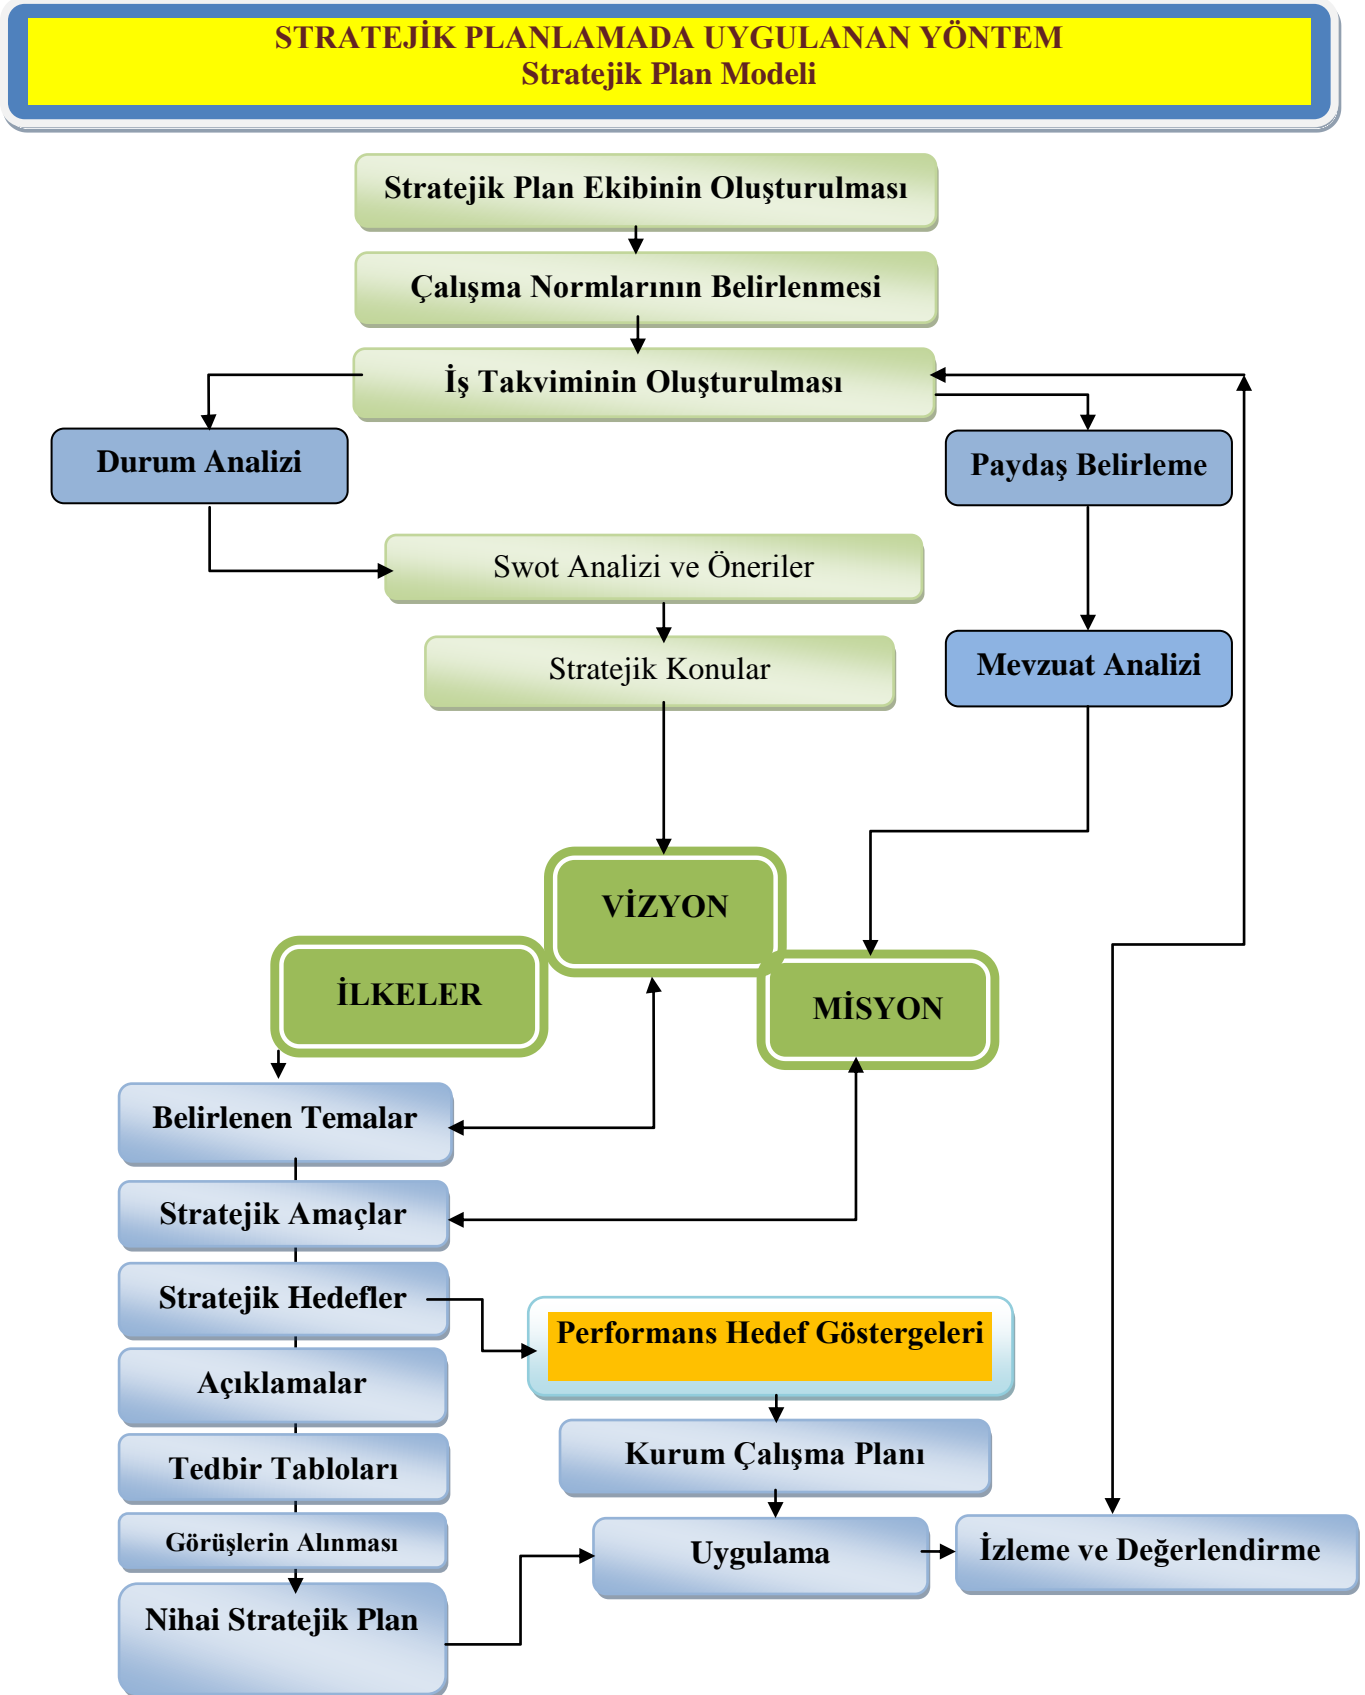 STRATEJİK PLANLAMADA UYGULANAN YÖNTEM
Stratejik Plan Modeli
Stratejik Plan Ekibinin Oluşturulması
Çalışma Normlarının Belirlenmesi
İş Takviminin Oluşturulması
Durum Analizi
Paydaş Belirleme
Swot Analizi ve Öneriler
Stratejik Konular
Mevzuat Analizi
VİZYON
İLKELER
MİSYON
Belirlenen Temalar
Stratejik Amaçlar
Stratejik Hedefler
Performans Hedef Göstergeleri
Açıklamalar
Kurum Çalışma Planı
Tedbir Tabloları
Görüşlerin Alınması
Uygulama
İzleme ve Değerlendirme
Nihai Stratejik Plan